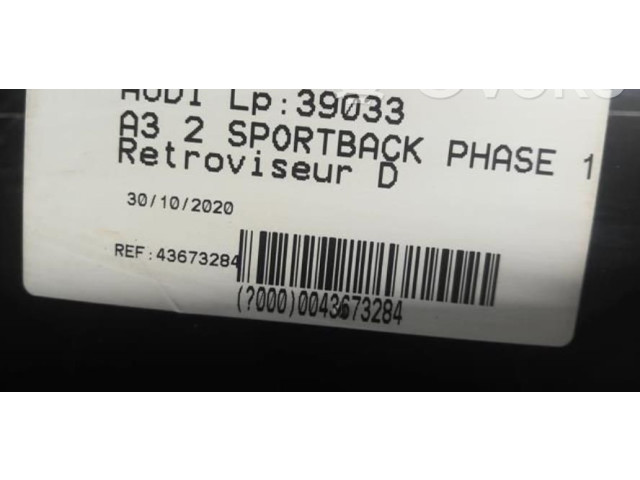 AUDI Lp:39033
A3 2 SPORTBACK PHASE 1
Retroviseur D
30/10/2020
REF:43673284
(?000)0043673284